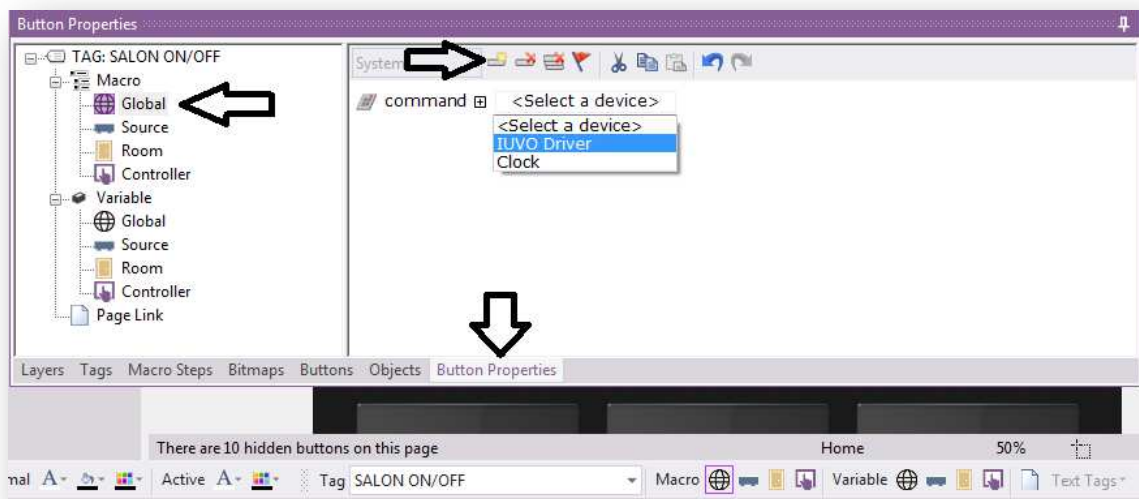 Button Properties
TAG: SALON ON/OFF
Macro
Global
Source
Room
Controller
Variable
Global
Source
Room
Controller
Page Link
System
command <Select a device>
<Select a device>
IUVO Driver
Clock
Layers Tags Macro Steps Bitmaps Buttons Objects Button Properties
There are 10 hidden buttons on this page Home 50%
mal A Active A Tag SALON ON/OFF Macro Variable Text Tags